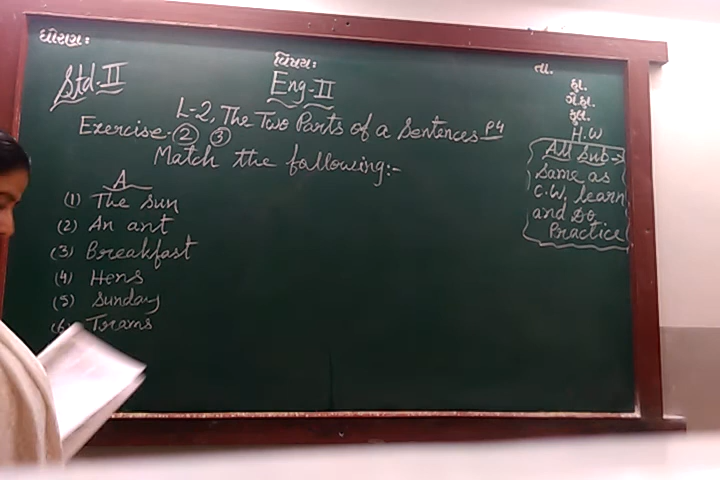 ધોરણ:
વિષય:
તા.
Std. II
Eng-II
હા.
ગે.હા.
કુલ.
L-2, The Two Parts of a Sentences P4
Exercise. ② ③
Match the following:-
H.W
All Sub→
Same as
C.W. learn
and do
Practice
A
(1) The sun
(2) An ant
(3) Breakfast
(4) Hens
(5) Sunday
(6) Trams